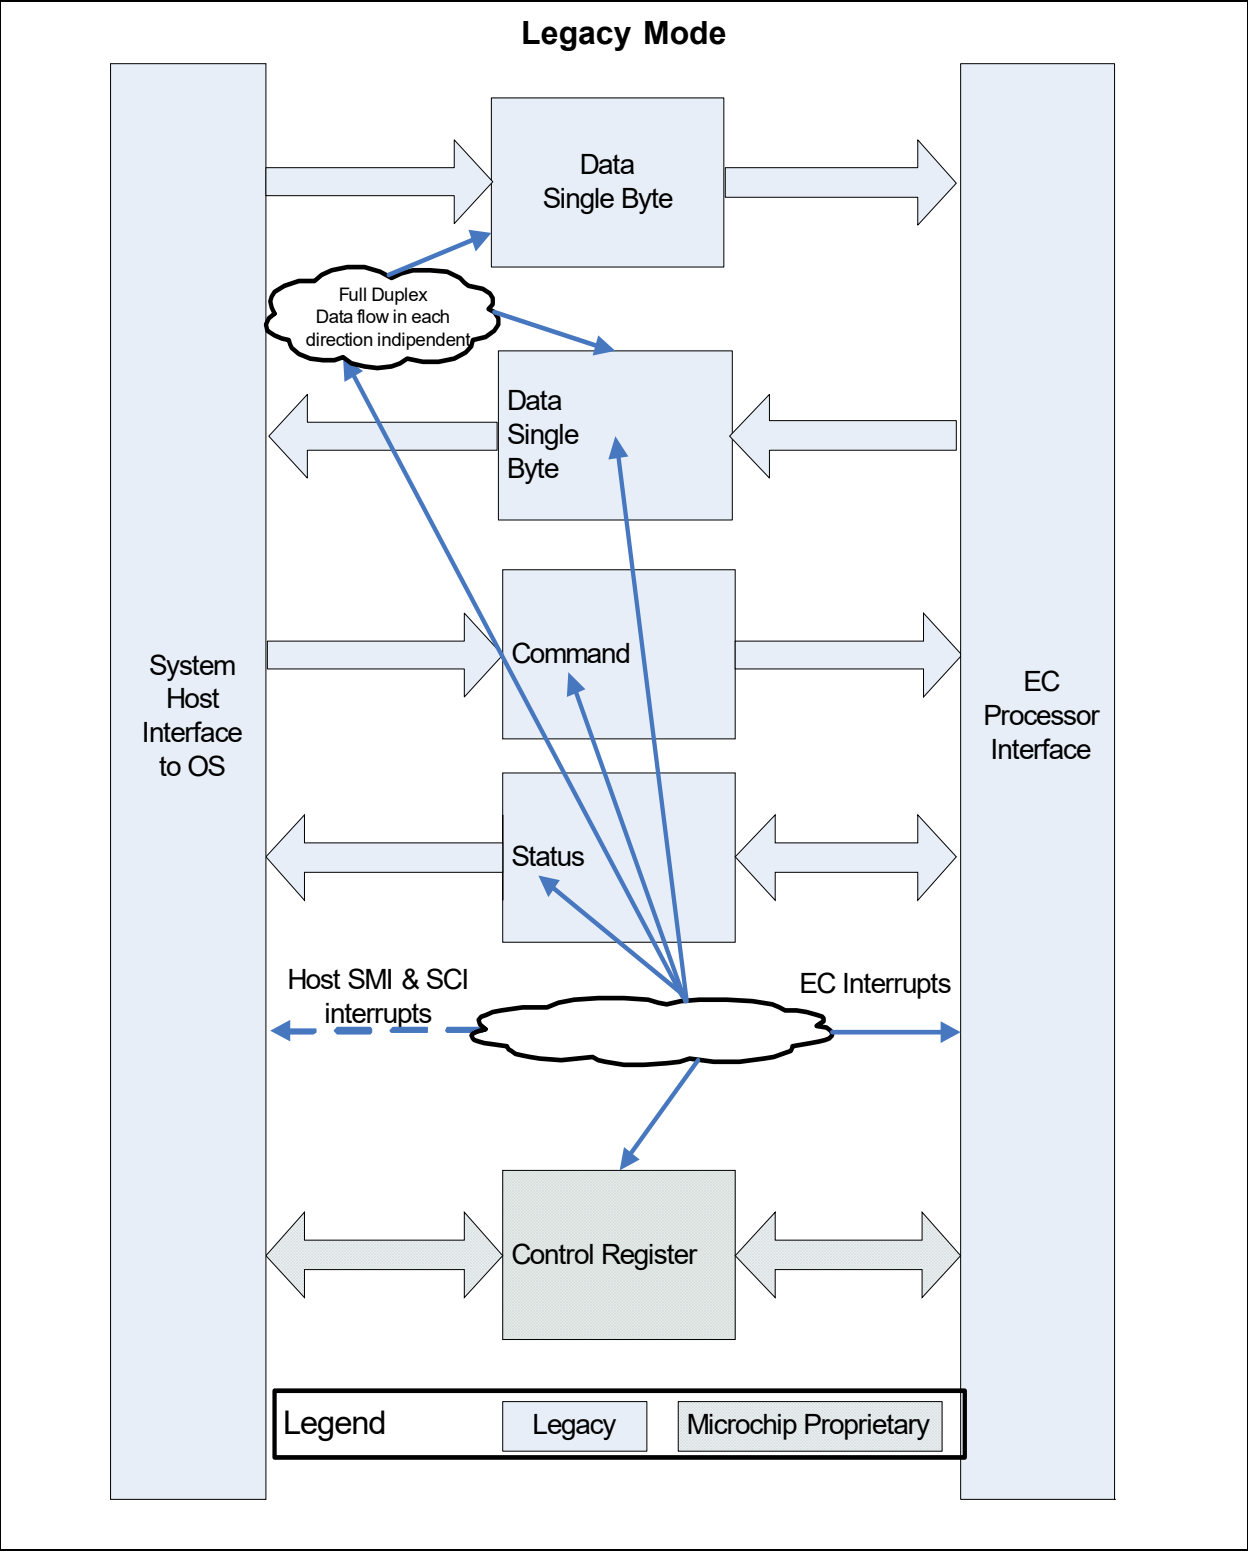 Legacy Mode
Data
Single Byte
Full Duplex
Data flow in each
direction indipendent
Data
Single
Byte
Command
System
Host
Interface
to OS
EC
Processor
Interface
Status
Host SMI & SCI
interrupts
EC Interrupts
Control Register
Legend
Legacy
Microchip Proprietary